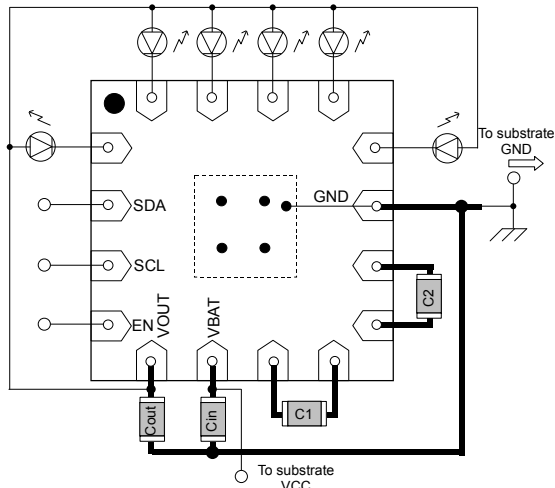 To substrate
GND
GND
SDA
SCL
EN
VOUT
VBAT
C2
Cout
Cin
C1
To substrate
VCC